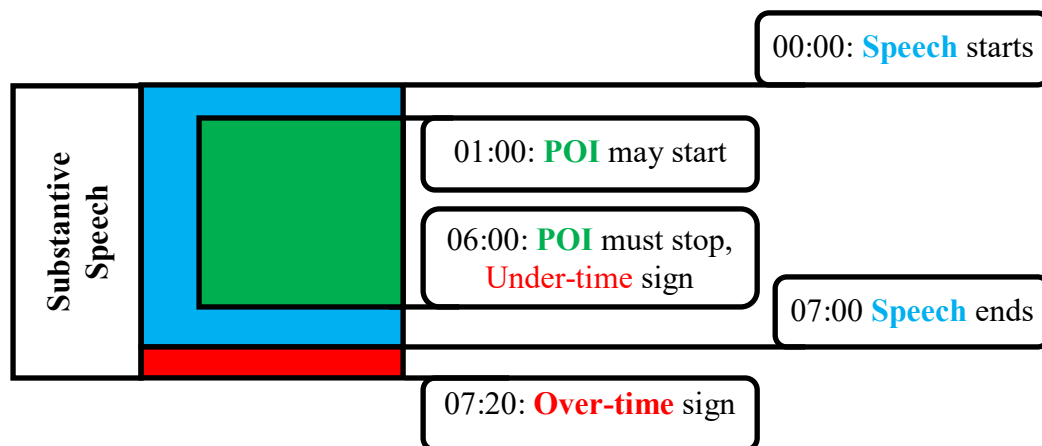 00:00: Speech starts
Substantive
Speech
01:00: POI may start
06:00: POI must stop,
Under-time sign
07:00 Speech ends
07:20: Over-time sign